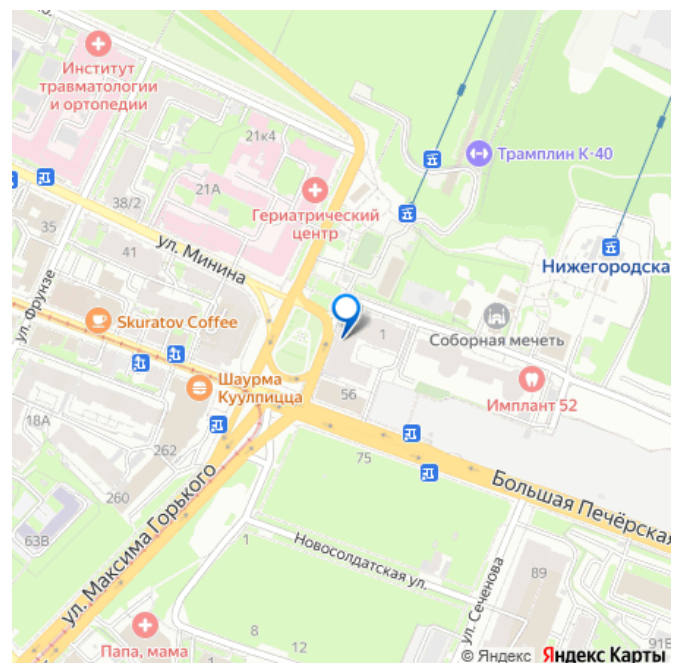 Институт
травматологии
и ортопедии
21к4
Трамплин К-40
38/2
21А
Гериатрический
центр
35
41
ул. Минина
Нижегородска
ул. Фрунзе
Skuratov Coffee
1
Соборная мечеть
Шаурма
Куулпицца
56
Имплант 52
18А
262
75
260
Большая Печёрская
63В
ул. Максима Горького
1
Новосолдатская ул.
ул. Сеченова
89
8
12
Папа, мама
91Е
© Яндекс Яндекс Карты